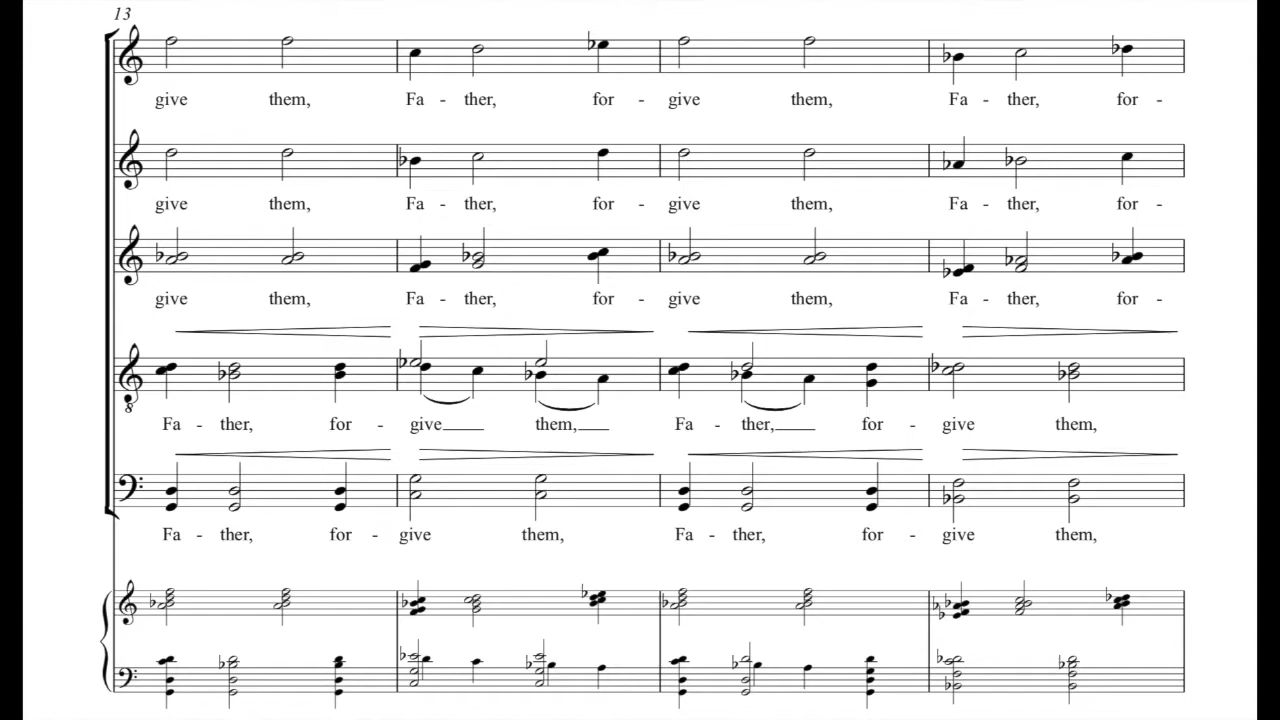 13
give them, Fa - ther, for - give them, Fa - ther, for -
give them, Fa - ther, for - give them, Fa - ther, for -
give them, Fa - ther, for - give them, Fa - ther, for -
Fa - ther, for - give them, Fa - ther, for - give them,
Fa - ther, for - give them, Fa - ther, for - give them,